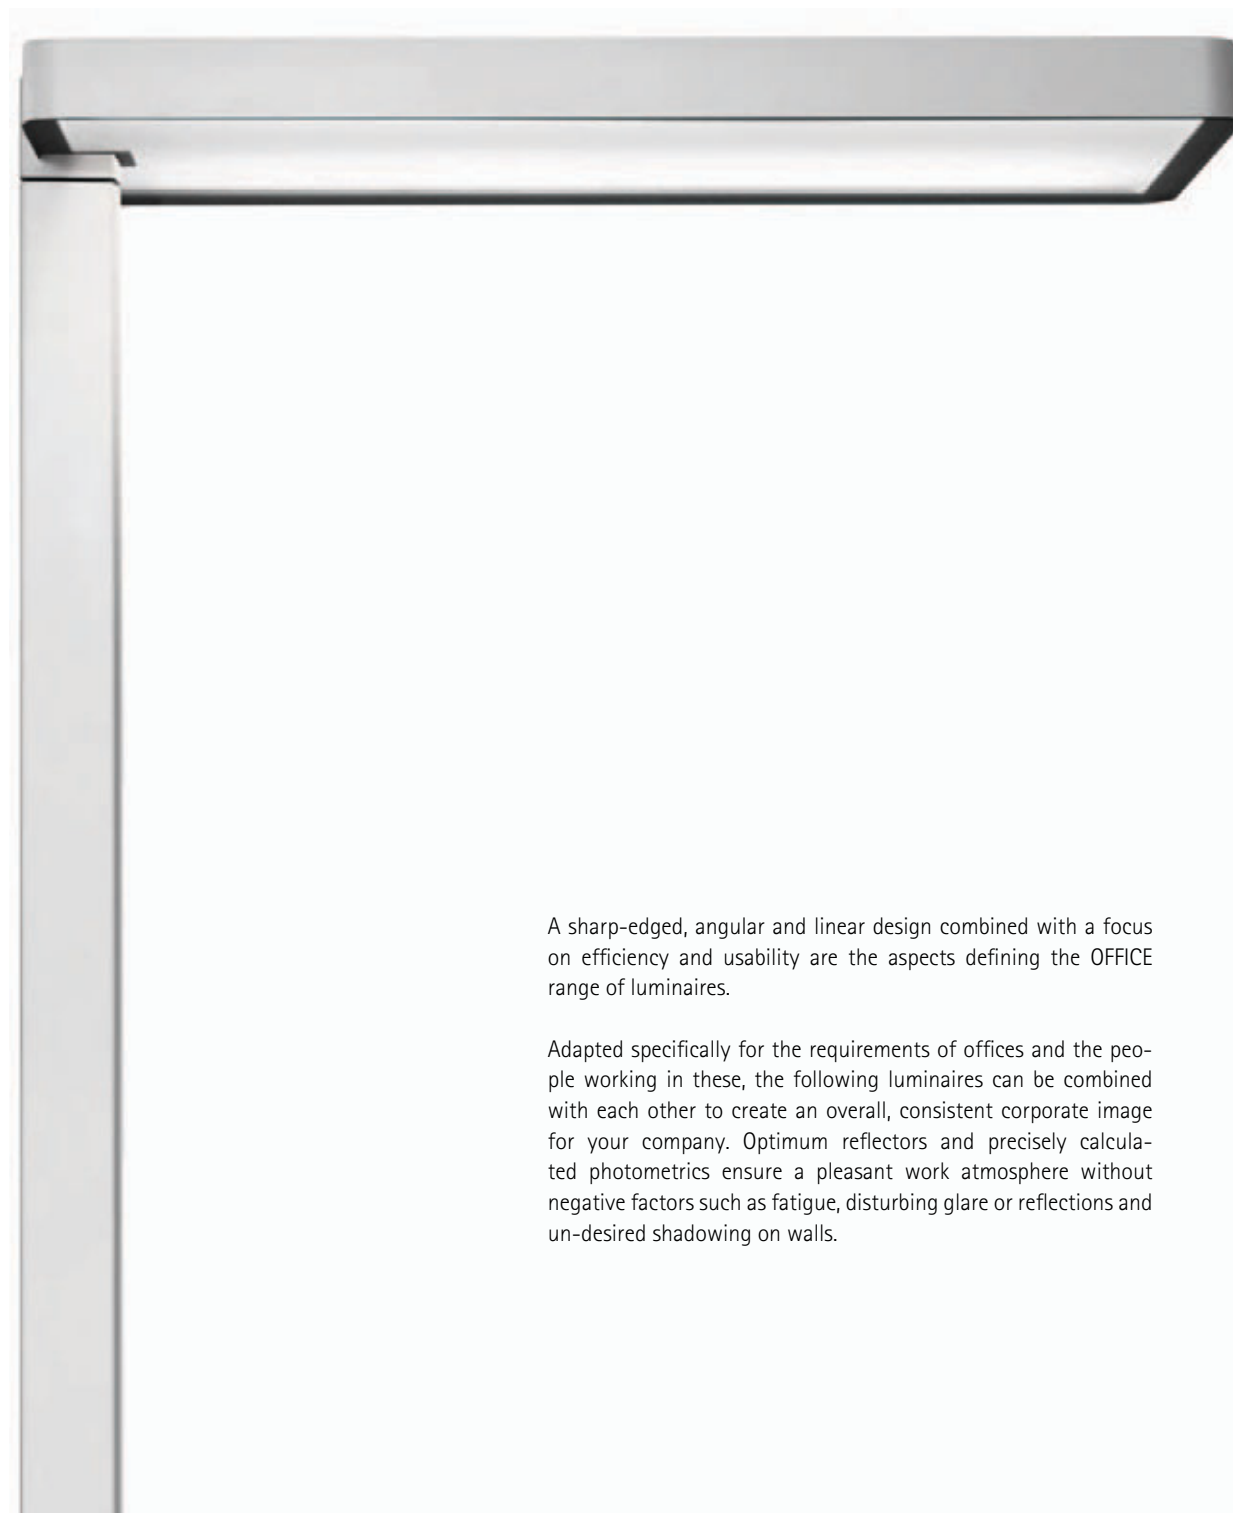 A sharp-edged, angular and linear design combined with a focus
on efficiency and usability are the aspects defining the OFFICE
range of luminaires.
Adapted specifically for the requirements of offices and the peo-
ple working in these, the following luminaires can be combined
with each other to create an overall, consistent corporate image
for your company. Optimum reflectors and precisely calcula-
ted photometrics ensure a pleasant work atmosphere without
negative factors such as fatigue, disturbing glare or reflections and
un-desired shadowing on walls.